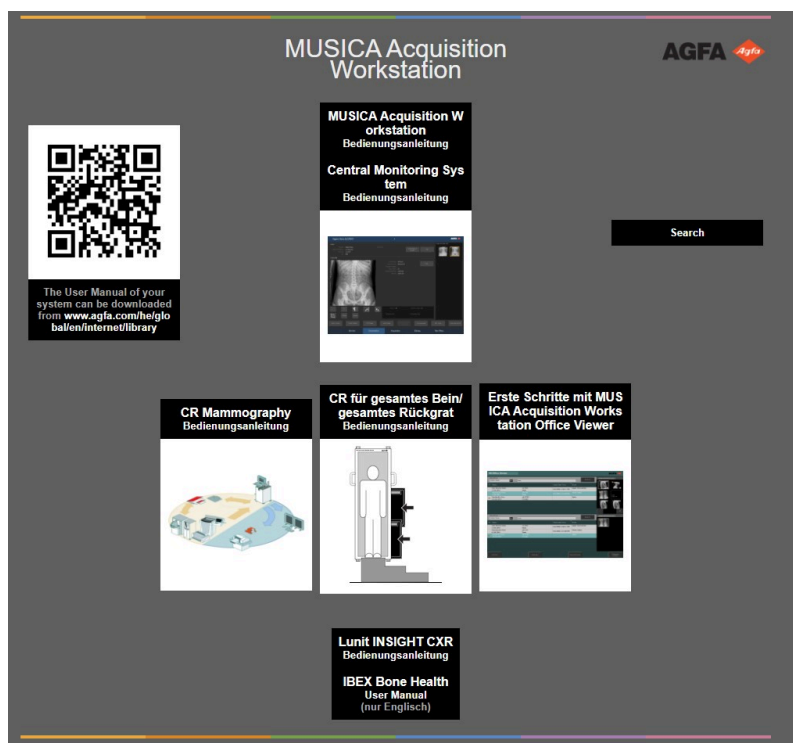 MUSICA Acquisition
Workstation
AGFA
Agfa
MUSICA Acquisition W
orkstation
Bedienungsanleitung
Central Monitoring Sys
tem
Bedienungsanleitung
Search
The User Manual of your
system can be downloaded
from www.agfa.com/he/glo
bal/en/internet/library
CR Mammography
Bedienungsanleitung
CR für gesamtes Bein/
gesamtes Rückgrat
Bedienungsanleitung
Erste Schritte mit MUS
ICA Acquisition Works
tation Office Viewer
Lunit INSIGHT CXR
Bedienungsanleitung
IBEX Bone Health
User Manual
(nur Englisch)